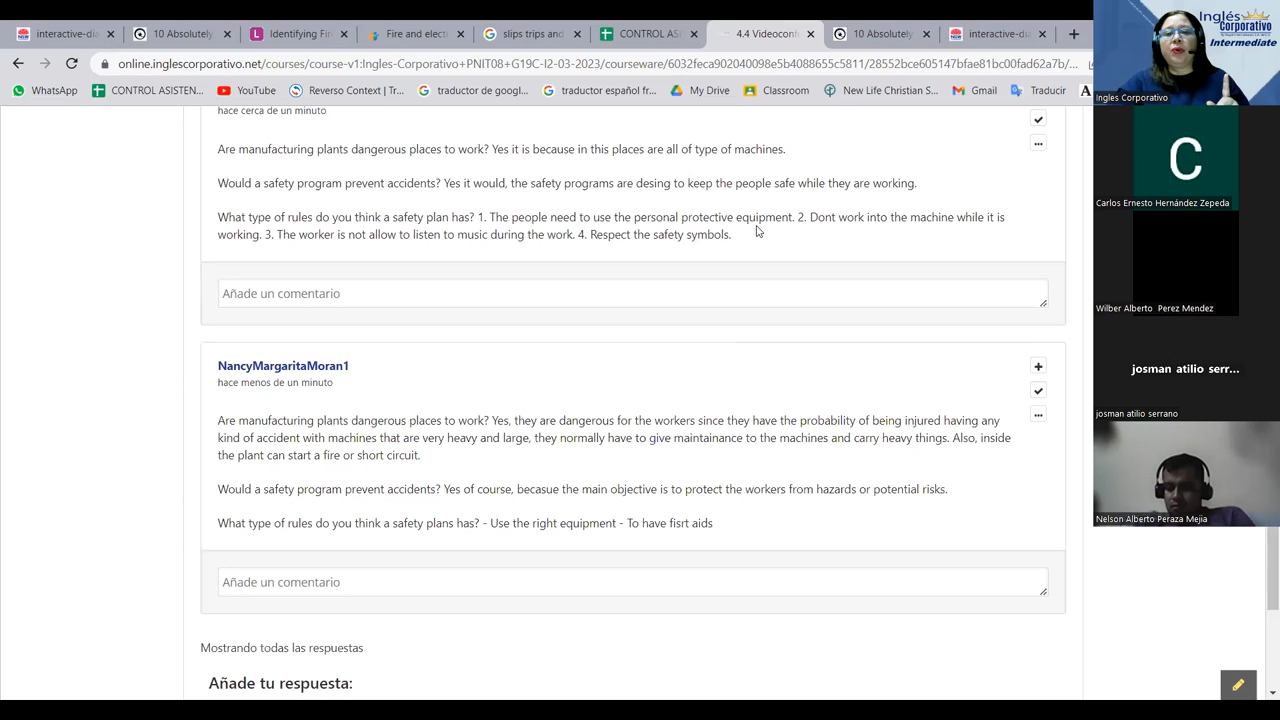 interactive-dia
10 Absolutely
Identifying Fire
Fire and elect
slips trips and
CONTROL ASI
4.4 Videoconf
10 Absolutely
interactive-dia
online.inglescorporativo.net/courses/course-v1:Ingles-Corporativo+PNT08+G19C-I2-03-2023/courseware/6032feca902040098e5b4088655c5811/28552bce605147bfae81bc00fad62a7b/...
WhatsApp
CONTROL ASISTEN...
YouTube
Reverso Context | Tr...
traductor de googl...
traductor español fr...
My Drive
Classroom
New Life Christian S...
Gmail
Traducir
hace cerca de un minuto
Are manufacturing plants dangerous places to work? Yes it is because in this places are all of type of machines.
Would a safety program prevent accidents? Yes it would, the safety programs are desing to keep the people safe while they are working.
What type of rules do you think a safety plan has? 1. The people need to use the personal protective equipment. 2. Dont work into the machine while it is
working. 3. The worker is not allow to listen to music during the work. 4. Respect the safety symbols.
Añade un comentario
NancyMargaritaMoran1
hace menos de un minuto
Are manufacturing plants dangerous places to work? Yes, they are dangerous for the workers since they have the probability of being injured having any
kind of accident with machines that are very heavy and large, they normally have to give maintainance to the machines and carry heavy things. Also, inside
the plant can start a fire or short circuit.
Would a safety program prevent accidents? Yes of course, becasue the main objective is to protect the workers from hazards or potential risks.
What type of rules do you think a safety plans has? - Use the right equipment - To have fisrt aids
Añade un comentario
Mostrando todas las respuestas
Añade tu respuesta:
Inglés
Corporativo
Intermediate
Ingles Corporativo
C
Carlos Ernesto Hernández Zepeda
Wilber Alberto Perez Mendez
josman atilio serr...
josman atilio serrano
Nelson Alberto Peraza Mejia